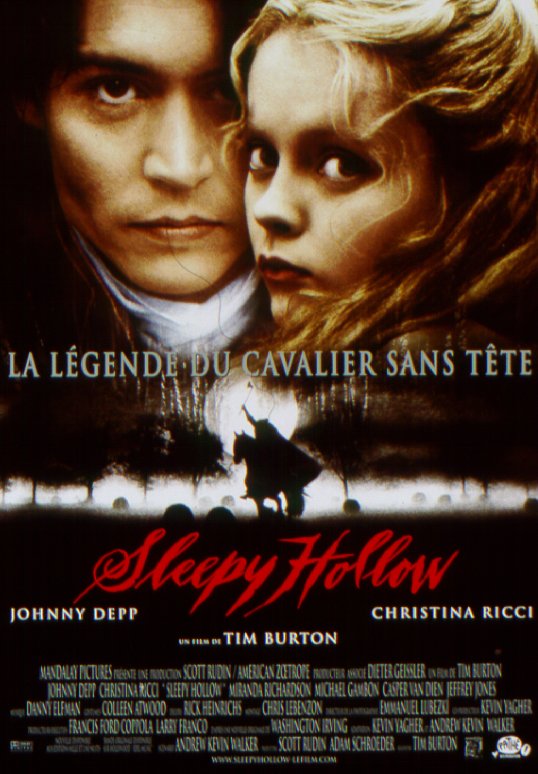 LA LÉGENDE DU CAVALIER SANS TÊTE
Sleepy Hollow
JOHNNY DEPP
CHRISTINA RICCI
UN FILM DE TIM BURTON
MANDALAY PICTURES PRÉSENTE UNE PRODUCTION SCOTT RUDIN / AMERICAN ZOETROPE PRODUCTEUR ASSOCIÉ DIETER GEISSLER UN FILM DE TIM BURTON
JOHNNY DEPP CHRISTINA RICCI "SLEEPY HOLLOW" MIRANDA RICHARDSON MICHAEL GAMBON CASPER VAN DIEN JEFFREY JONES
DANNY ELFMAN COLLEEN ATWOOD RICK HEINRICHS CHRIS LEBENZON EMMANUEL LUBEZKI KEVIN YAGHER
FRANCIS FORD COPPOLA LARRY FRANCO WASHINGTON IRVING KEVIN YAGHER ET ANDREW KEVIN WALKER
ANDREW KEVIN WALKER SCOTT RUDIN ADAM SCHROEDER TIM BURTON
WWW.SLEEPYHOLLOW-LEFILM.COM